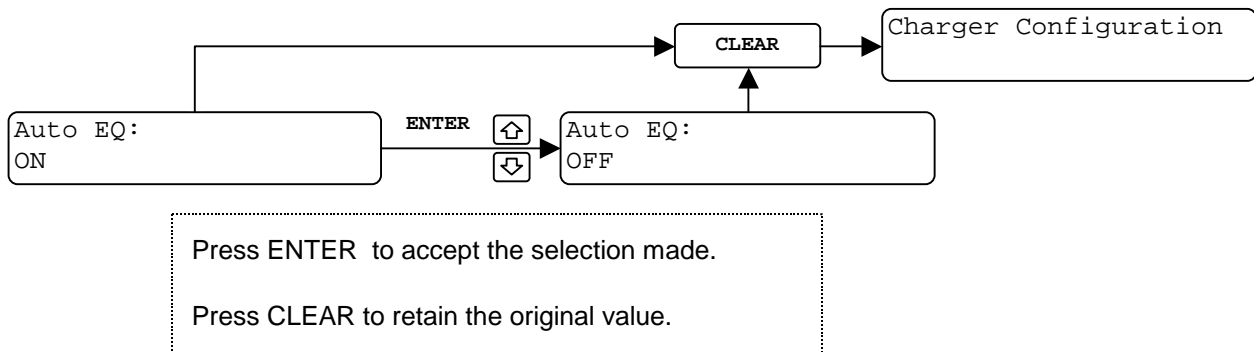 CLEAR
Charger Configuration
Auto EQ:
ON
ENTER
Auto EQ:
OFF
Press ENTER  to accept the selection made.
Press CLEAR to retain the original value.